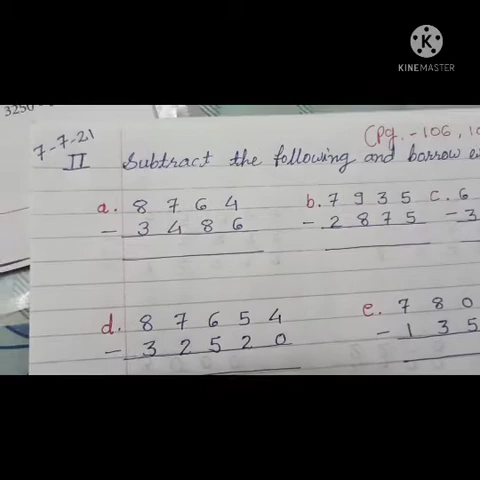 K
KINEMASTER
3250
7-7-21
(Pg. -106, 10
II Subtract the following and borrow
a. 8 7 6 4 b. 7 9 3 5 c. 6
- 3 4 8 6 - 2 8 7 5 - 3
d. 8 7 6 5 4 e. 7 8 0
- 3 2 5 2 0 - 1 3 5